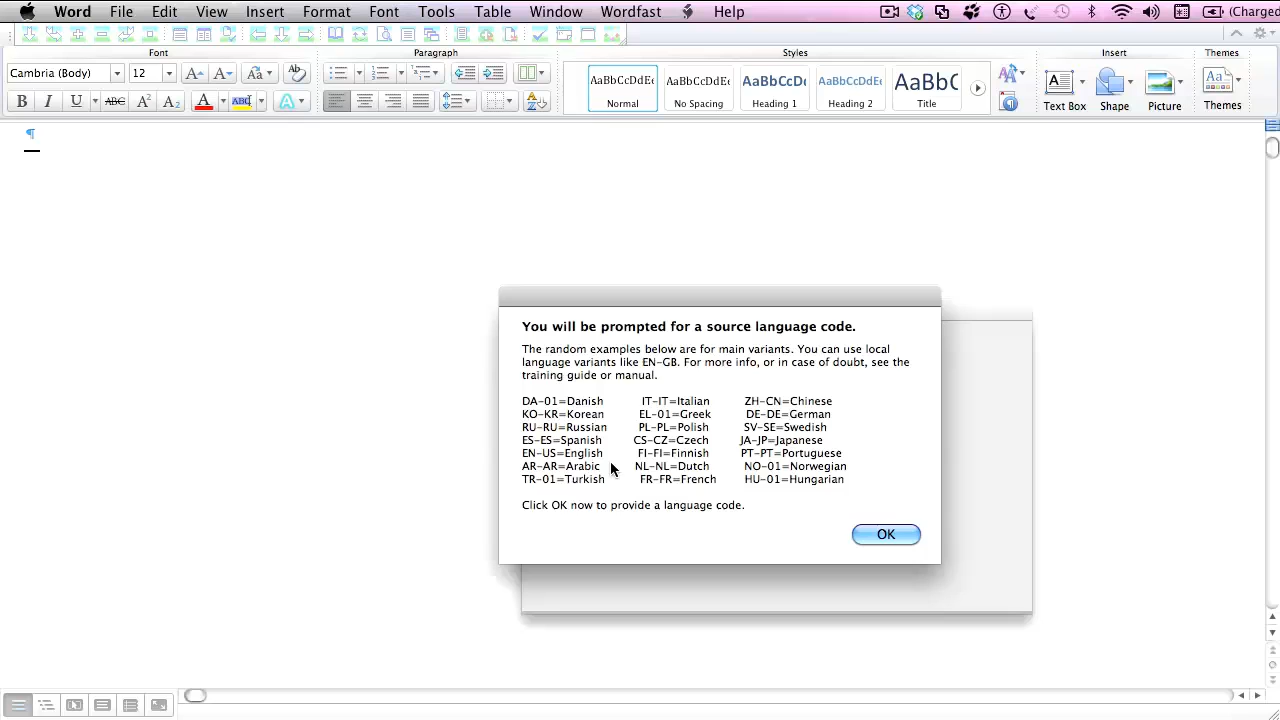 Word File Edit View Insert Format Font Tools Table Window Wordfast Help (Charged
Font Paragraph Styles Insert Themes
Cambria (Body) 12
AaBbCcDdEe AaBbCcDdEe AaBbCcDd AaBbCcDdEe AaBbC
Normal No Spacing Heading 1 Heading 2 Title
Text Box Shape Picture Themes
B I U ABC A² A₂ A ABC A
¶
You will be prompted for a source language code.
The random examples below are for main variants. You can use local
language variants like EN-GB. For more info, or in case of doubt, see the
training guide or manual.
DA-01=Danish IT-IT=Italian ZH-CN=Chinese
KO-KR=Korean EL-01=Greek DE-DE=German
RU-RU=Russian PL-PL=Polish SV-SE=Swedish
ES-ES=Spanish CS-CZ=Czech JA-JP=Japanese
EN-US=English FI-FI=Finnish PT-PT=Portuguese
AR-AR=Arabic NL-NL=Dutch NO-01=Norwegian
TR-01=Turkish FR-FR=French HU-01=Hungarian
Click OK now to provide a language code.
OK